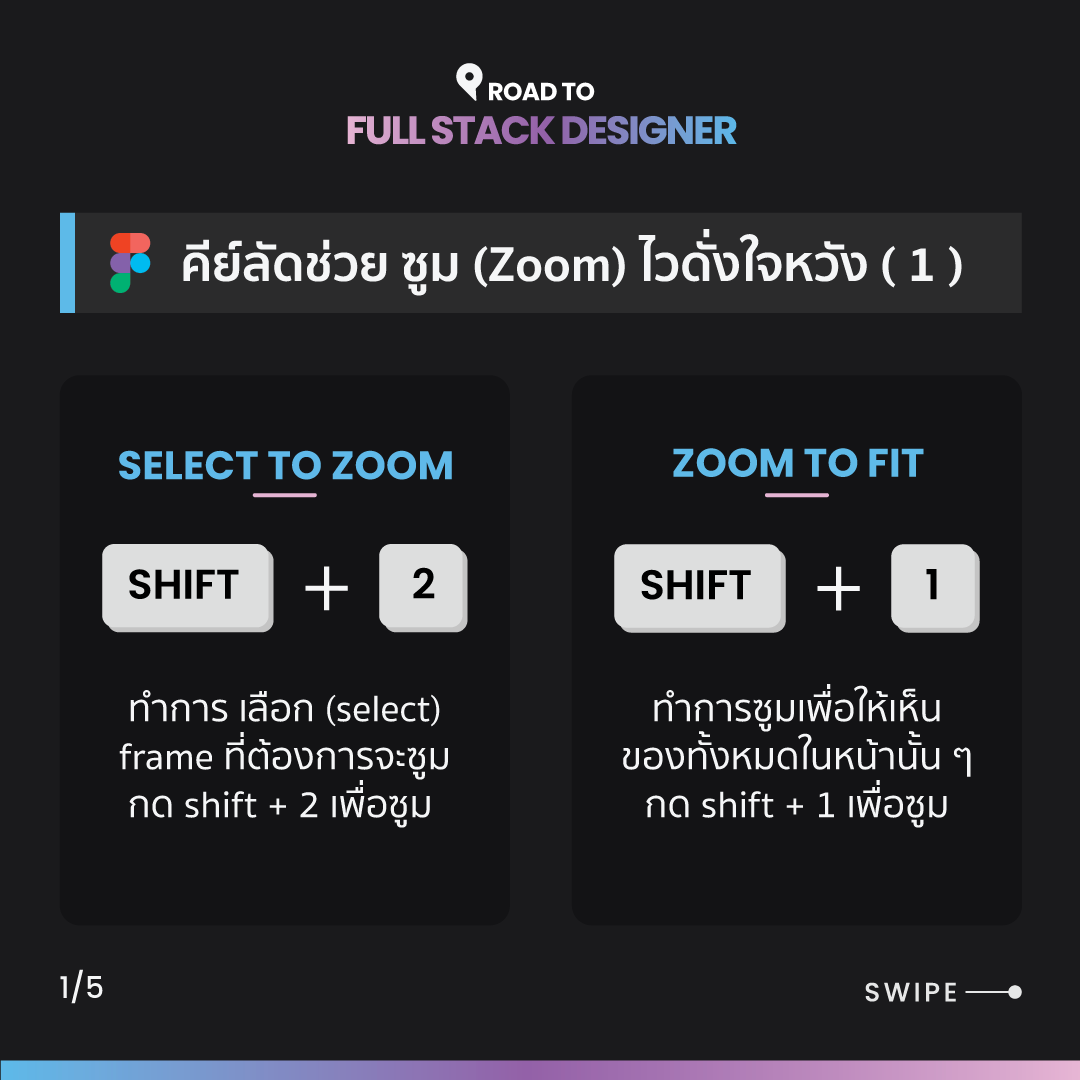 ROAD TO
FULL STACK DESIGNER
คีย์ลัดช่วย ซูม (Zoom) ไวดั่งใจหวัง ( 1 )
SELECT TO ZOOM
SHIFT + 2
ทำการ เลือก (select)
frame ที่ต้องการจะซูม
กด shift + 2 เพื่อซูม
ZOOM TO FIT
SHIFT + 1
ทำการซูมเพื่อให้เห็น
ของทั้งหมดในหน้านั้น ๆ
กด shift + 1 เพื่อซูม
1/5
SWIPE